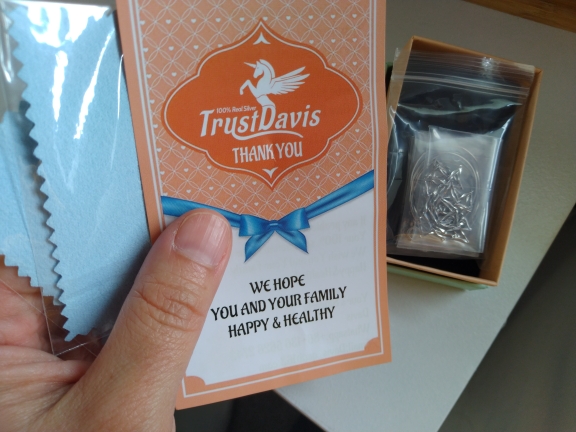 100% Real Silver
TrustDavis
THANK YOU
WE HOPE
YOU AND YOUR FAMILY
HAPPY & HEALTHY